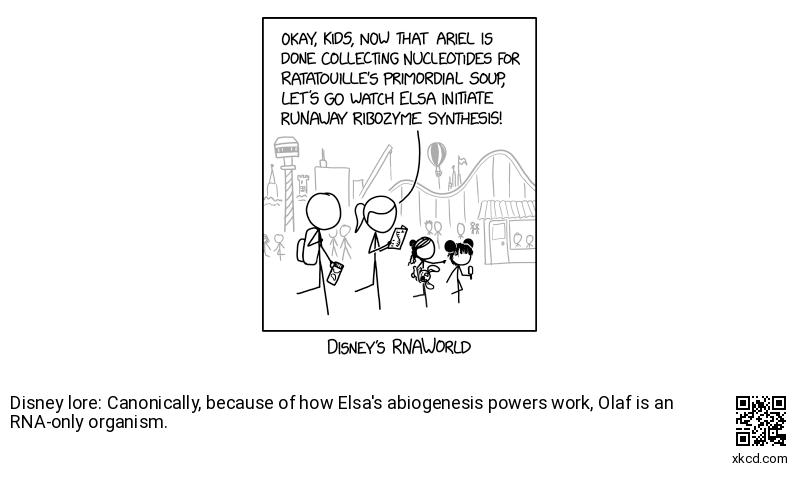 OKAY, KIDS, NOW THAT ARIEL IS
DONE COLLECTING NUCLEOTIDES FOR
RATATOUILLE'S PRIMORDIAL SOUP,
LET'S GO WATCH ELSA INITIATE
RUNAWAY RIBOZYME SYNTHESIS!
DISNEY'S RNAWORLD
Disney lore: Canonically, because of how Elsa's abiogenesis powers work, Olaf is an
RNA-only organism.
xkcd.com